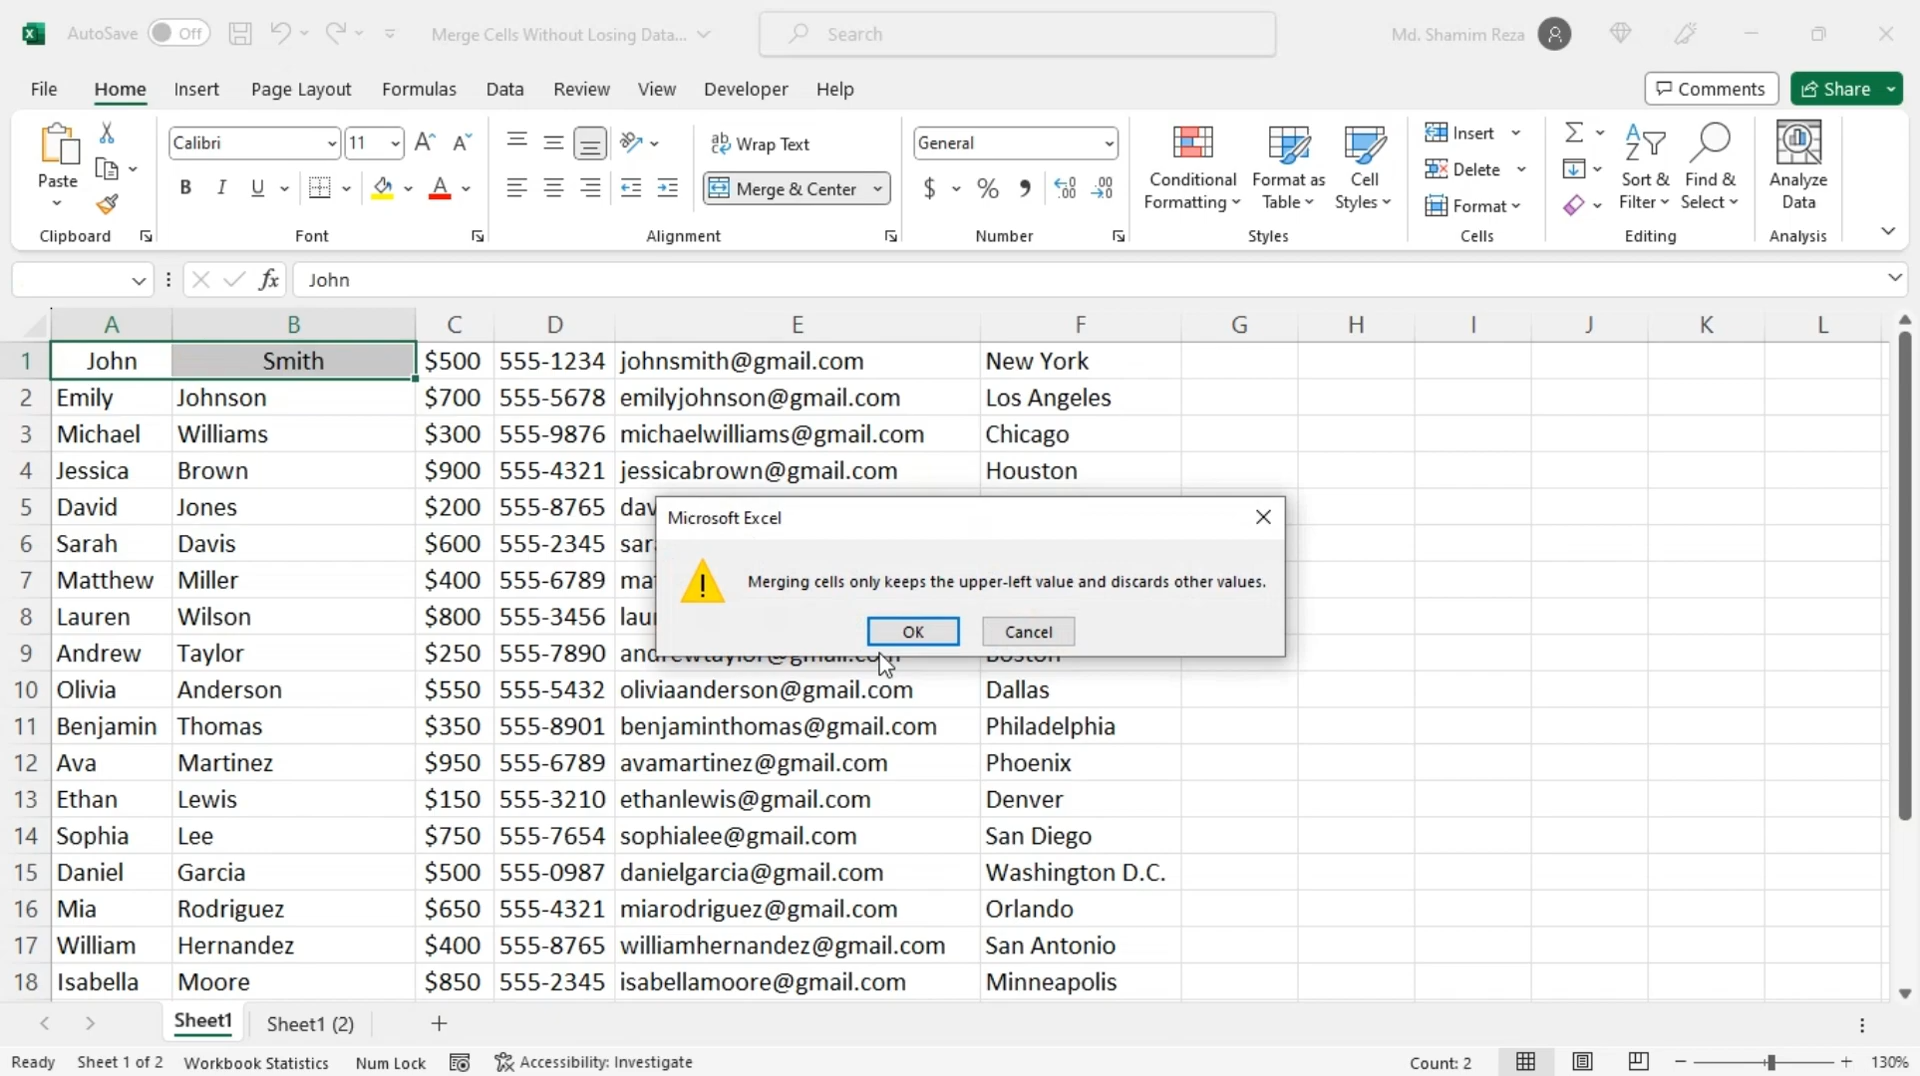 AutoSave Off Merge Cells Without Losing Data... Search Md. Shamim Reza
File Home Insert Page Layout Formulas Data Review View Developer Help Comments Share
Paste Calibri 11 Wrap Text General Conditional Formatting Format as Table Cell Styles Insert Delete Format Sort & Filter Find & Select Analyze Data
B I U A Merge & Center $ %
Clipboard Font Alignment Number Styles Cells Editing Analysis
fx John
A B C D E F G H I J K L
1 John Smith $500 555-1234 johnsmith@gmail.com New York
2 Emily Johnson $700 555-5678 emilyjohnson@gmail.com Los Angeles
3 Michael Williams $300 555-9876 michaelwilliams@gmail.com Chicago
4 Jessica Brown $900 555-4321 jessicabrown@gmail.com Houston
5 David Jones $200 555-8765
6 Sarah Davis $600 555-2345
7 Matthew Miller $400 555-6789
8 Lauren Wilson $800 555-3456
9 Andrew Taylor $250 555-7890 andrewtaylor@gmail.com Boston
10 Olivia Anderson $550 555-5432 oliviaanderson@gmail.com Dallas
11 Benjamin Thomas $350 555-8901 benjaminthomas@gmail.com Philadelphia
12 Ava Martinez $950 555-6789 avamartinez@gmail.com Phoenix
13 Ethan Lewis $150 555-3210 ethanlewis@gmail.com Denver
14 Sophia Lee $750 555-7654 sophialee@gmail.com San Diego
15 Daniel Garcia $500 555-0987 danielgarcia@gmail.com Washington D.C.
16 Mia Rodriguez $650 555-4321 miarodriguez@gmail.com Orlando
17 William Hernandez $400 555-8765 williamhernandez@gmail.com San Antonio
18 Isabella Moore $850 555-2345 isabellamoore@gmail.com Minneapolis
Microsoft Excel
Merging cells only keeps the upper-left value and discards other values.
OK Cancel
Sheet1 Sheet1 (2)
Ready Sheet 1 of 2 Workbook Statistics Num Lock Accessibility: Investigate Count: 2 130%